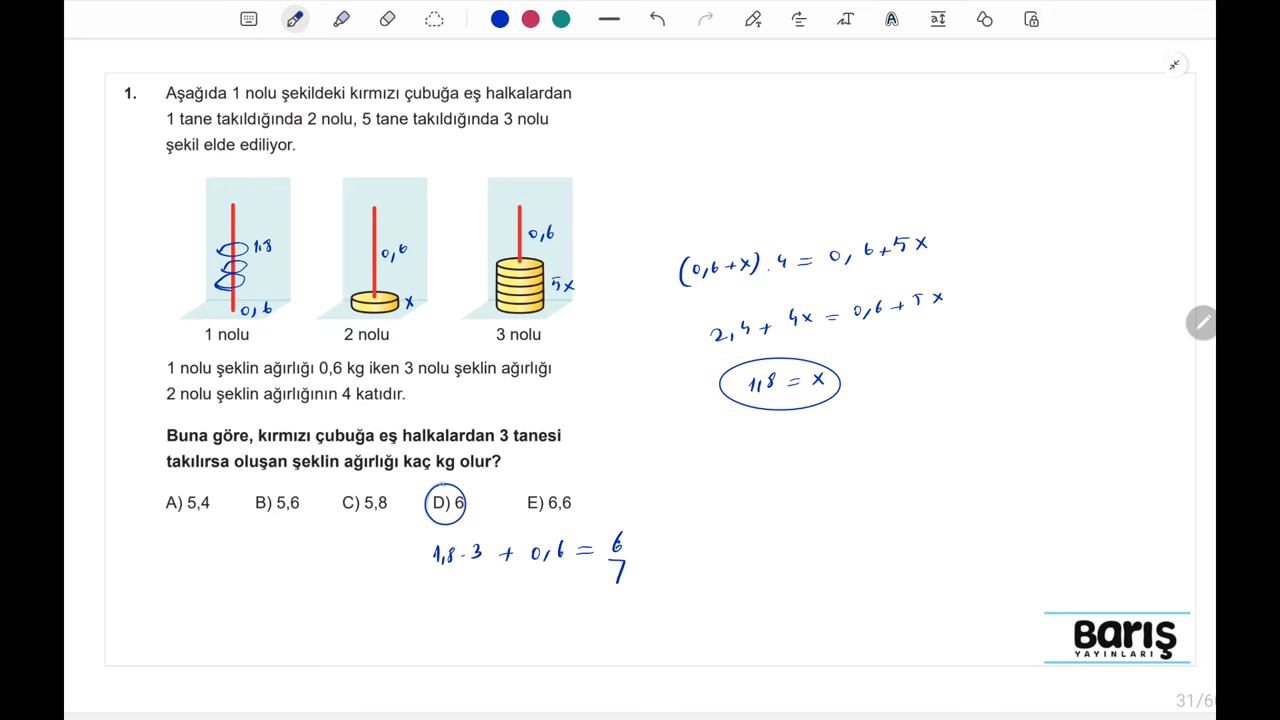 1. Aşağıda 1 nolu şekildeki kırmızı çubuğa eş halkalardan
1 tane takıldığında 2 nolu, 5 tane takıldığında 3 nolu
şekil elde ediliyor.
1,8
0,6
0,6
x
0,6
5x
1 nolu
2 nolu
3 nolu
1 nolu şeklin ağırlığı 0,6 kg iken 3 nolu şeklin ağırlığı
2 nolu şeklin ağırlığının 4 katıdır.
Buna göre, kırmızı çubuğa eş halkalardan 3 tanesi
takılırsa oluşan şeklin ağırlığı kaç kg olur?
A) 5,4 B) 5,6 C) 5,8 D) 6 E) 6,6
1,8 . 3 + 0,6 = 6
7
(0,6+x) . 4 = 0,6+5x
2,4 + 4x = 0,6 + 5x
1,8 = x
BARIŞ
YAYINLARI
31/6